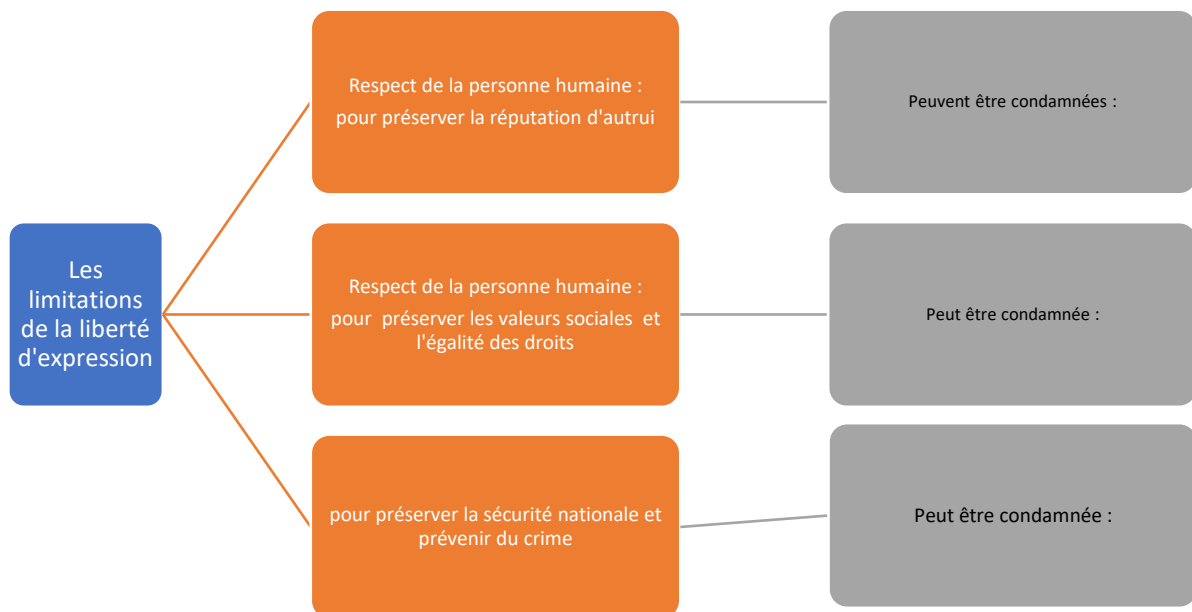 Respect de la personne humaine :
pour préserver la réputation d'autrui
Peuvent être condamnées :
Les
limitations
de la liberté
d'expression
Respect de la personne humaine :
pour  préserver les valeurs sociales  et
l'égalité des droits
Peut être condamnée :
pour préserver la sécurité nationale et
prévenir du crime
Peut être condamnée :